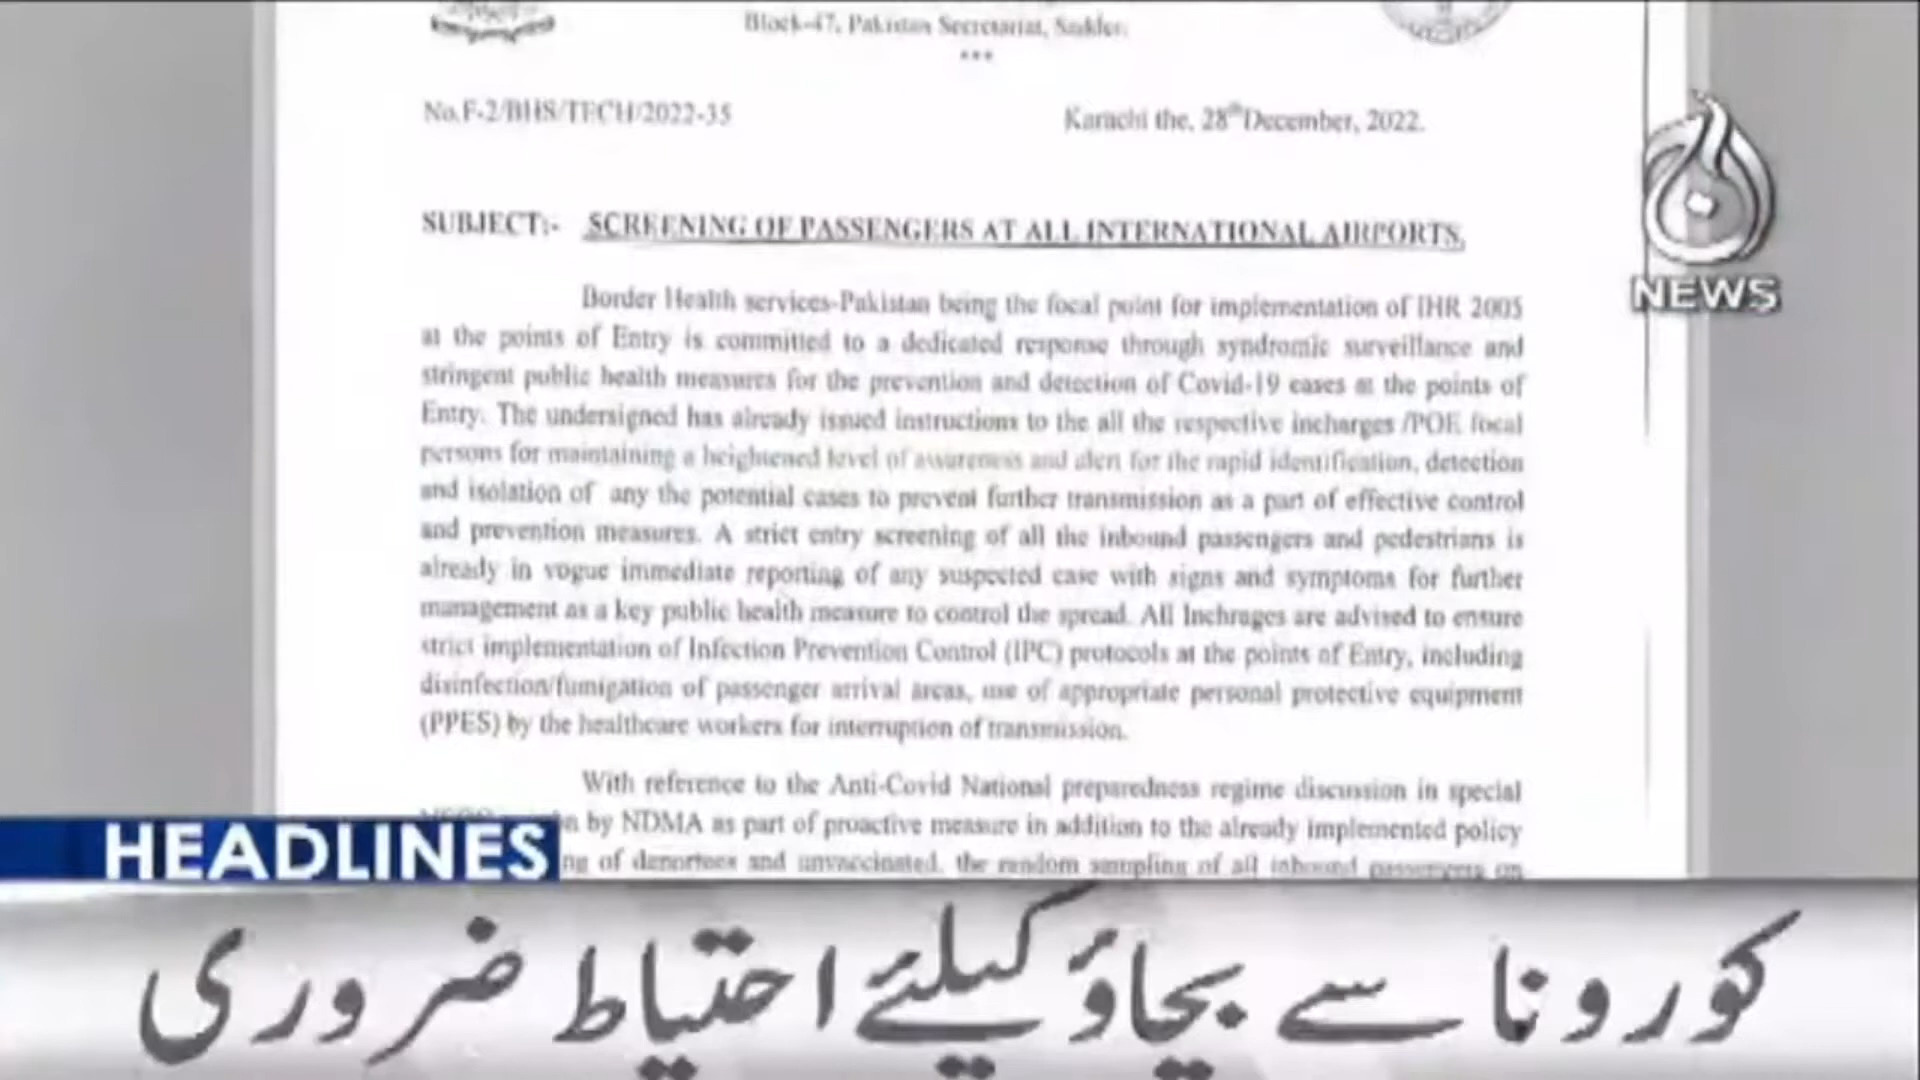 Block-47, Pakistan Secretariat, Saddar.
***
No.F-2/BHS/TECH/2022-35
Karachi the, 28th December, 2022.
SUBJECT:- SCREENING OF PASSENGERS AT ALL INTERNATIONAL AIRPORTS.
Border Health services-Pakistan being the focal point for implementation of IHR 2005
at the points of Entry is committed to a dedicated response through syndromic surveillance and
stringent public health measures for the prevention and detection of Covid-19 cases at the points of
Entry. The undersigned has already issued instructions to the all the respective incharges /POE focal
persons for maintaining a heightened level of awareness and alert for the rapid identification, detection
and isolation of any the potential cases to prevent further transmission as a part of effective control
and prevention measures. A strict entry screening of all the inbound passengers and pedestrians is
already in vogue immediate reporting of any suspected case with signs and symptoms for further
management as a key public health measure to control the spread. All Inchrages are advised to ensure
strict implementation of Infection Prevention Control (IPC) protocols at the points of Entry, including
disinfection/fumigation of passenger arrival areas, use of appropriate personal protective equipment
(PPES) by the healthcare workers for interruption of transmission.
With reference to the Anti-Covid National preparedness regime discussion in special
by NDMA as part of proactive measure in addition to the already implemented policy
of deportees and unvaccinated, the random sampling of all inbound passengers on
NEWS
HEADLINES
کورونا سے بچاؤ کیلئے احتیاط ضروری